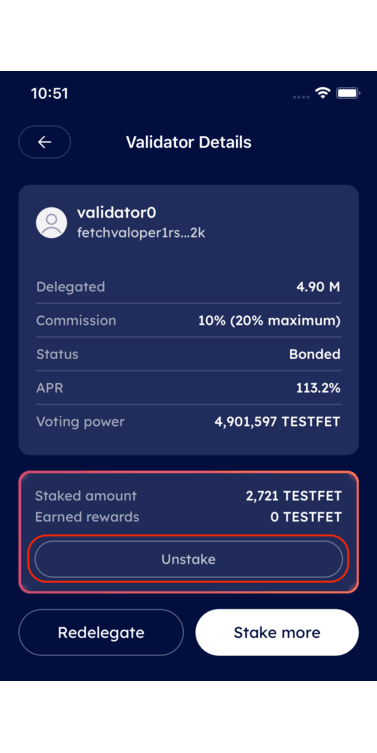 10:51
Validator Details
validator0
fetchvaloper1rs...2k
Delegated 4.90 M
Commission 10% (20% maximum)
Status Bonded
APR 113.2%
Voting power 4,901,597 TESTFET
Staked amount 2,721 TESTFET
Earned rewards 0 TESTFET
Unstake
Redelegate Stake more